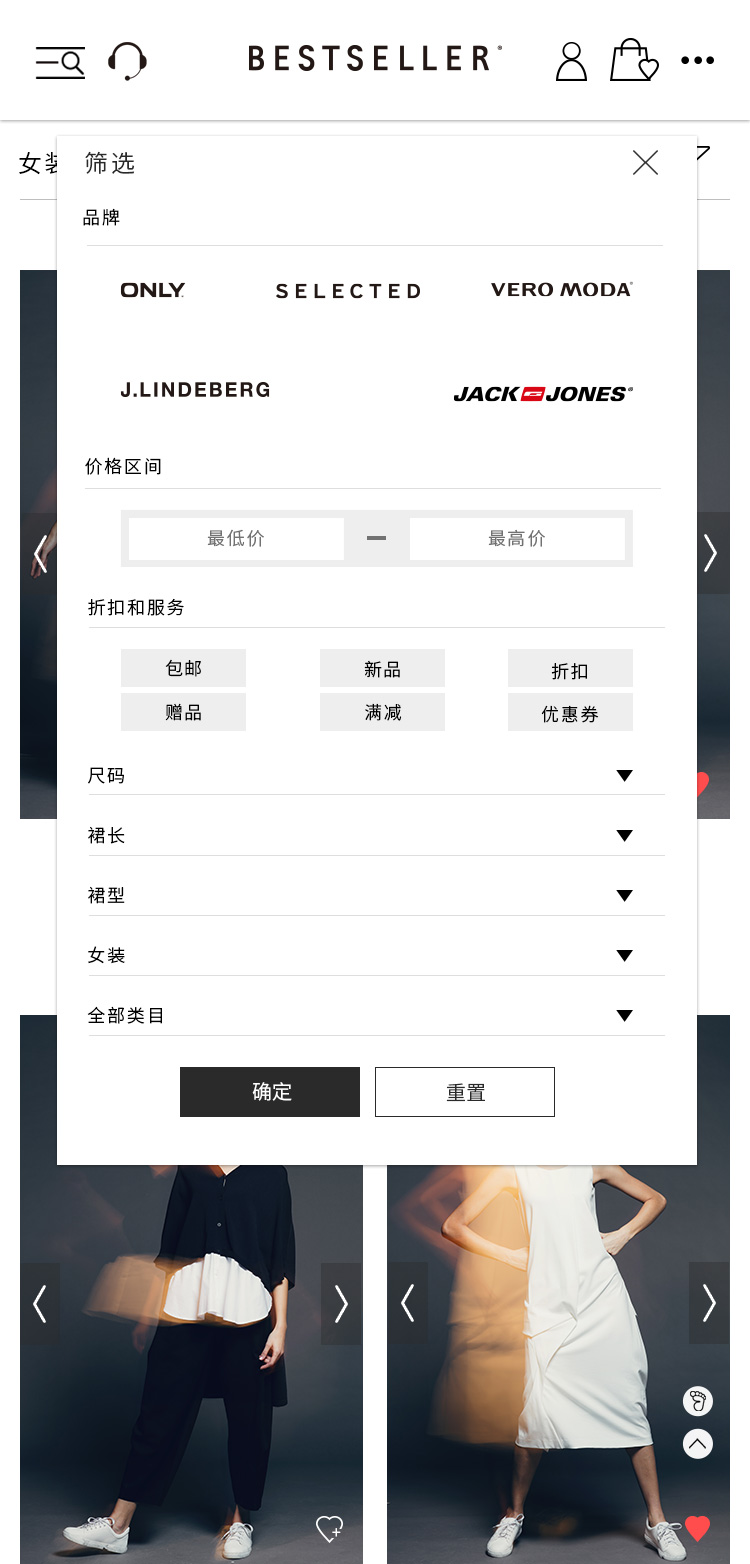 BESTSELLER
女装
筛选
品牌
ONLY SELECTED VERO MODA
J.LINDEBERG JACK JONES
价格区间
最低价 最高价
折扣和服务
包邮 新品 折扣
赠品 满减 优惠券
尺码
裙长
裙型
女装
全部类目
确定 重置